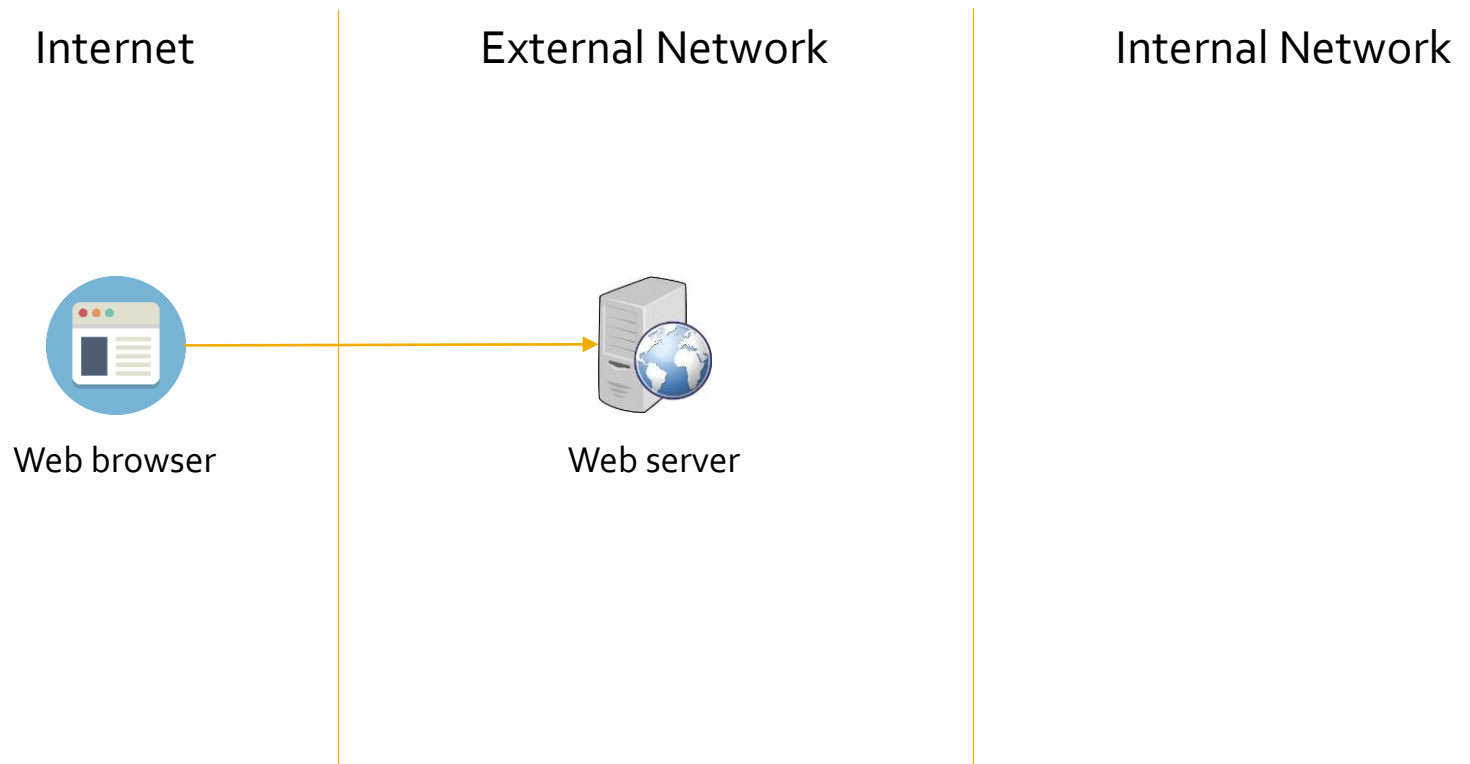 Internet
External Network
Internal Network
Web browser
Web server